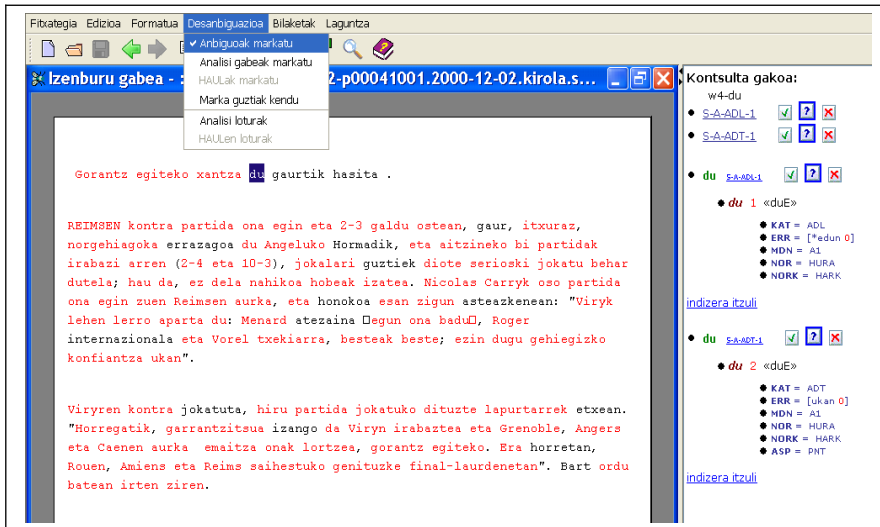 Fitxategia Edizioa Formatua Desanbiguazioa Bilaketak Laguntza
Anbiguoak markatu
Analisi gabeak markatu
HAULak markatu
Marka guztiak kendu
Analisi loturak
HAULen loturak
Izenburu gabea - : 2-p00041001.2000-12-02.kirola.s...
Gorantz egiteko xantza du gaurtik hasita .
REIMSEN kontra partida ona egin eta 2-3 galdu ostean, gaur, itxuraz,
norgehiagoka errazagoa du Angeluko Hormadik, eta aitzineko bi partidak
irabazi arren (2-4 eta 10-3), jokalari guztiek diote serioski jokatu behar
dutela; hau da, ez dela nahikoa hobeak izatea. Nicolas Carryk oso partida
ona egin zuen Reimsen aurka, eta honokoa esan zigun asteazkenean: "Viryk
lehen lerro aparta du: Menard atezaina □egun ona badu□, Roger
internazionala eta Vorel txekiarra, besteak beste; ezin dugu gehiegizko
konfiantza ukan".
Viryren kontra jokatuta, hiru partida jokatuko dituzte lapurtarrek etxean.
"Horregatik, garrantzitsua izango da Viryn irabaztea eta Grenoble, Angers
eta Caenen aurka emaitza onak lortzea, gorantz egiteko. Era horretan,
Rouen, Amiens eta Reims saihestuko genituzke final-laurdenetan". Bart ordu
batean irten ziren.
Kontsulta gakoa:
w4-du
S-A-ADL-1
S-A-ADT-1
du S-A-ADL-1
du 1 «duE»
KAT = ADL
ERR = [*edun 0]
MDN = A1
NOR = HURA
NORK = HARK
indizera itzuli
du S-A-ADT-1
du 2 «duE»
KAT = ADT
ERR = [ukan 0]
MDN = A1
NOR = HURA
NORK = HARK
ASP = PNT
indizera itzuli